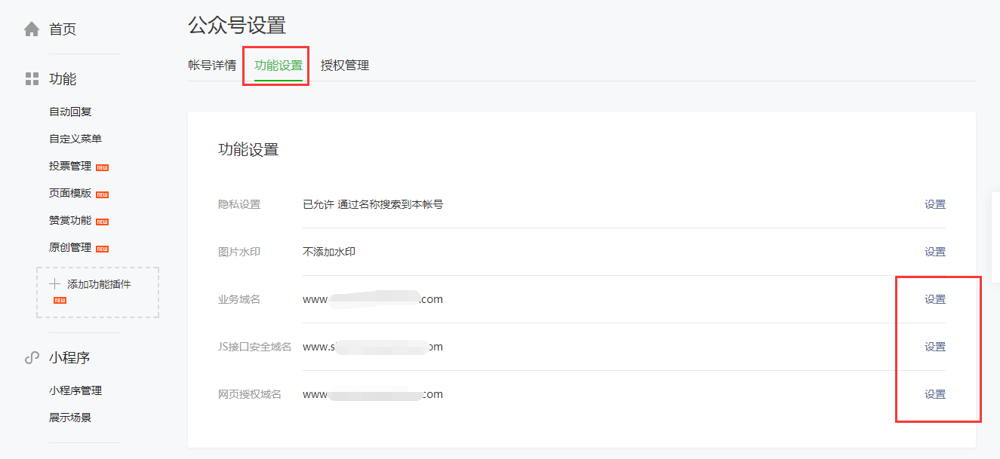 首页
功能
自动回复
自定义菜单
投票管理 NEW
页面模版 NEW
赞赏功能 NEW
原创管理 NEW
添加功能插件
NEW
小程序
小程序管理
展示场景
公众号设置
帐号详情 功能设置 授权管理
功能设置
隐私设置 已允许 通过名称搜索到本帐号 设置
图片水印 不添加水印 设置
业务域名 www .com 设置
JS接口安全域名 www.s om 设置
网页授权域名 www com 设置